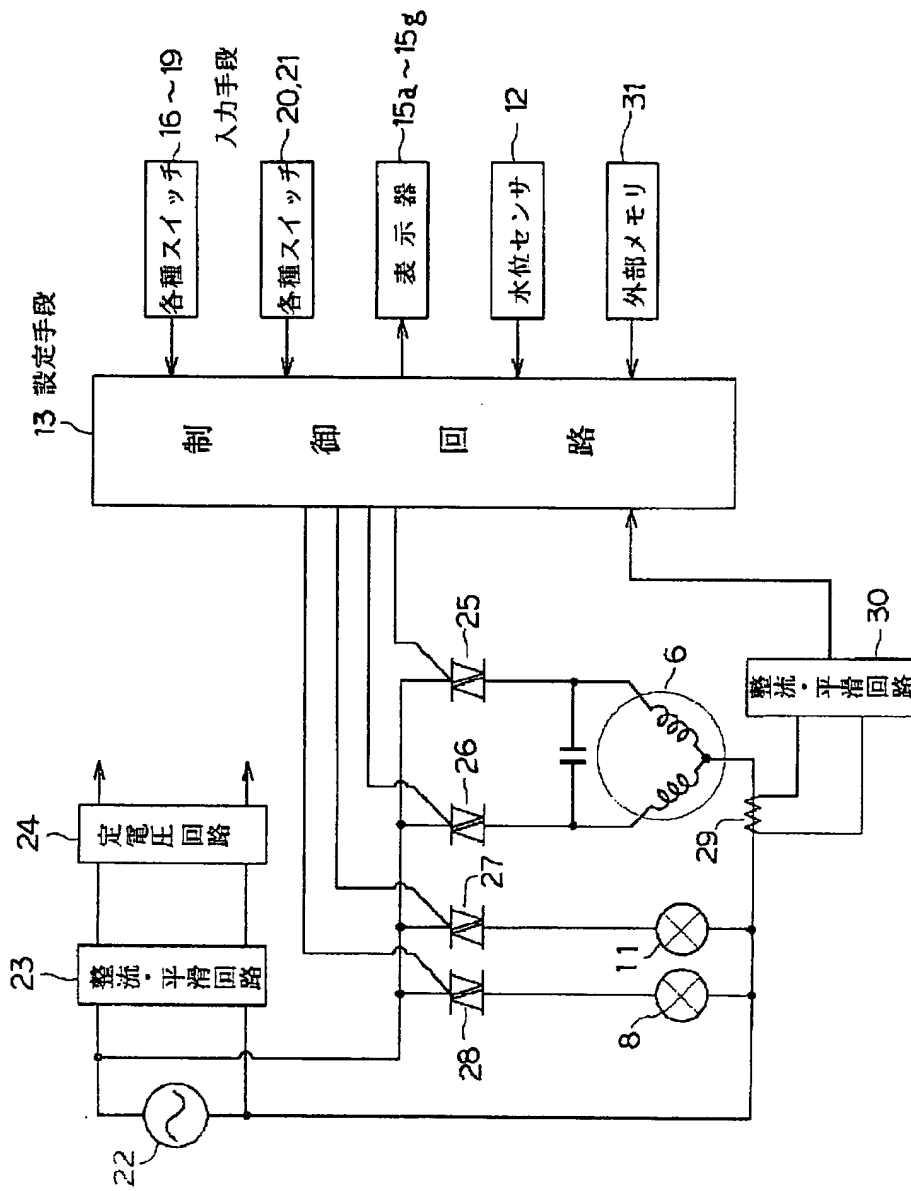 13 設定手段
制御回路
各種スイッチ
16～19
入力手段
各種スイッチ
20,21
表示器
15a～15g
水位センサ
12
外部メモリ
31
22
23
整流・平滑回路
24
定電圧回路
28
27
26
25
8
11
6
29
30
整流・平滑回路